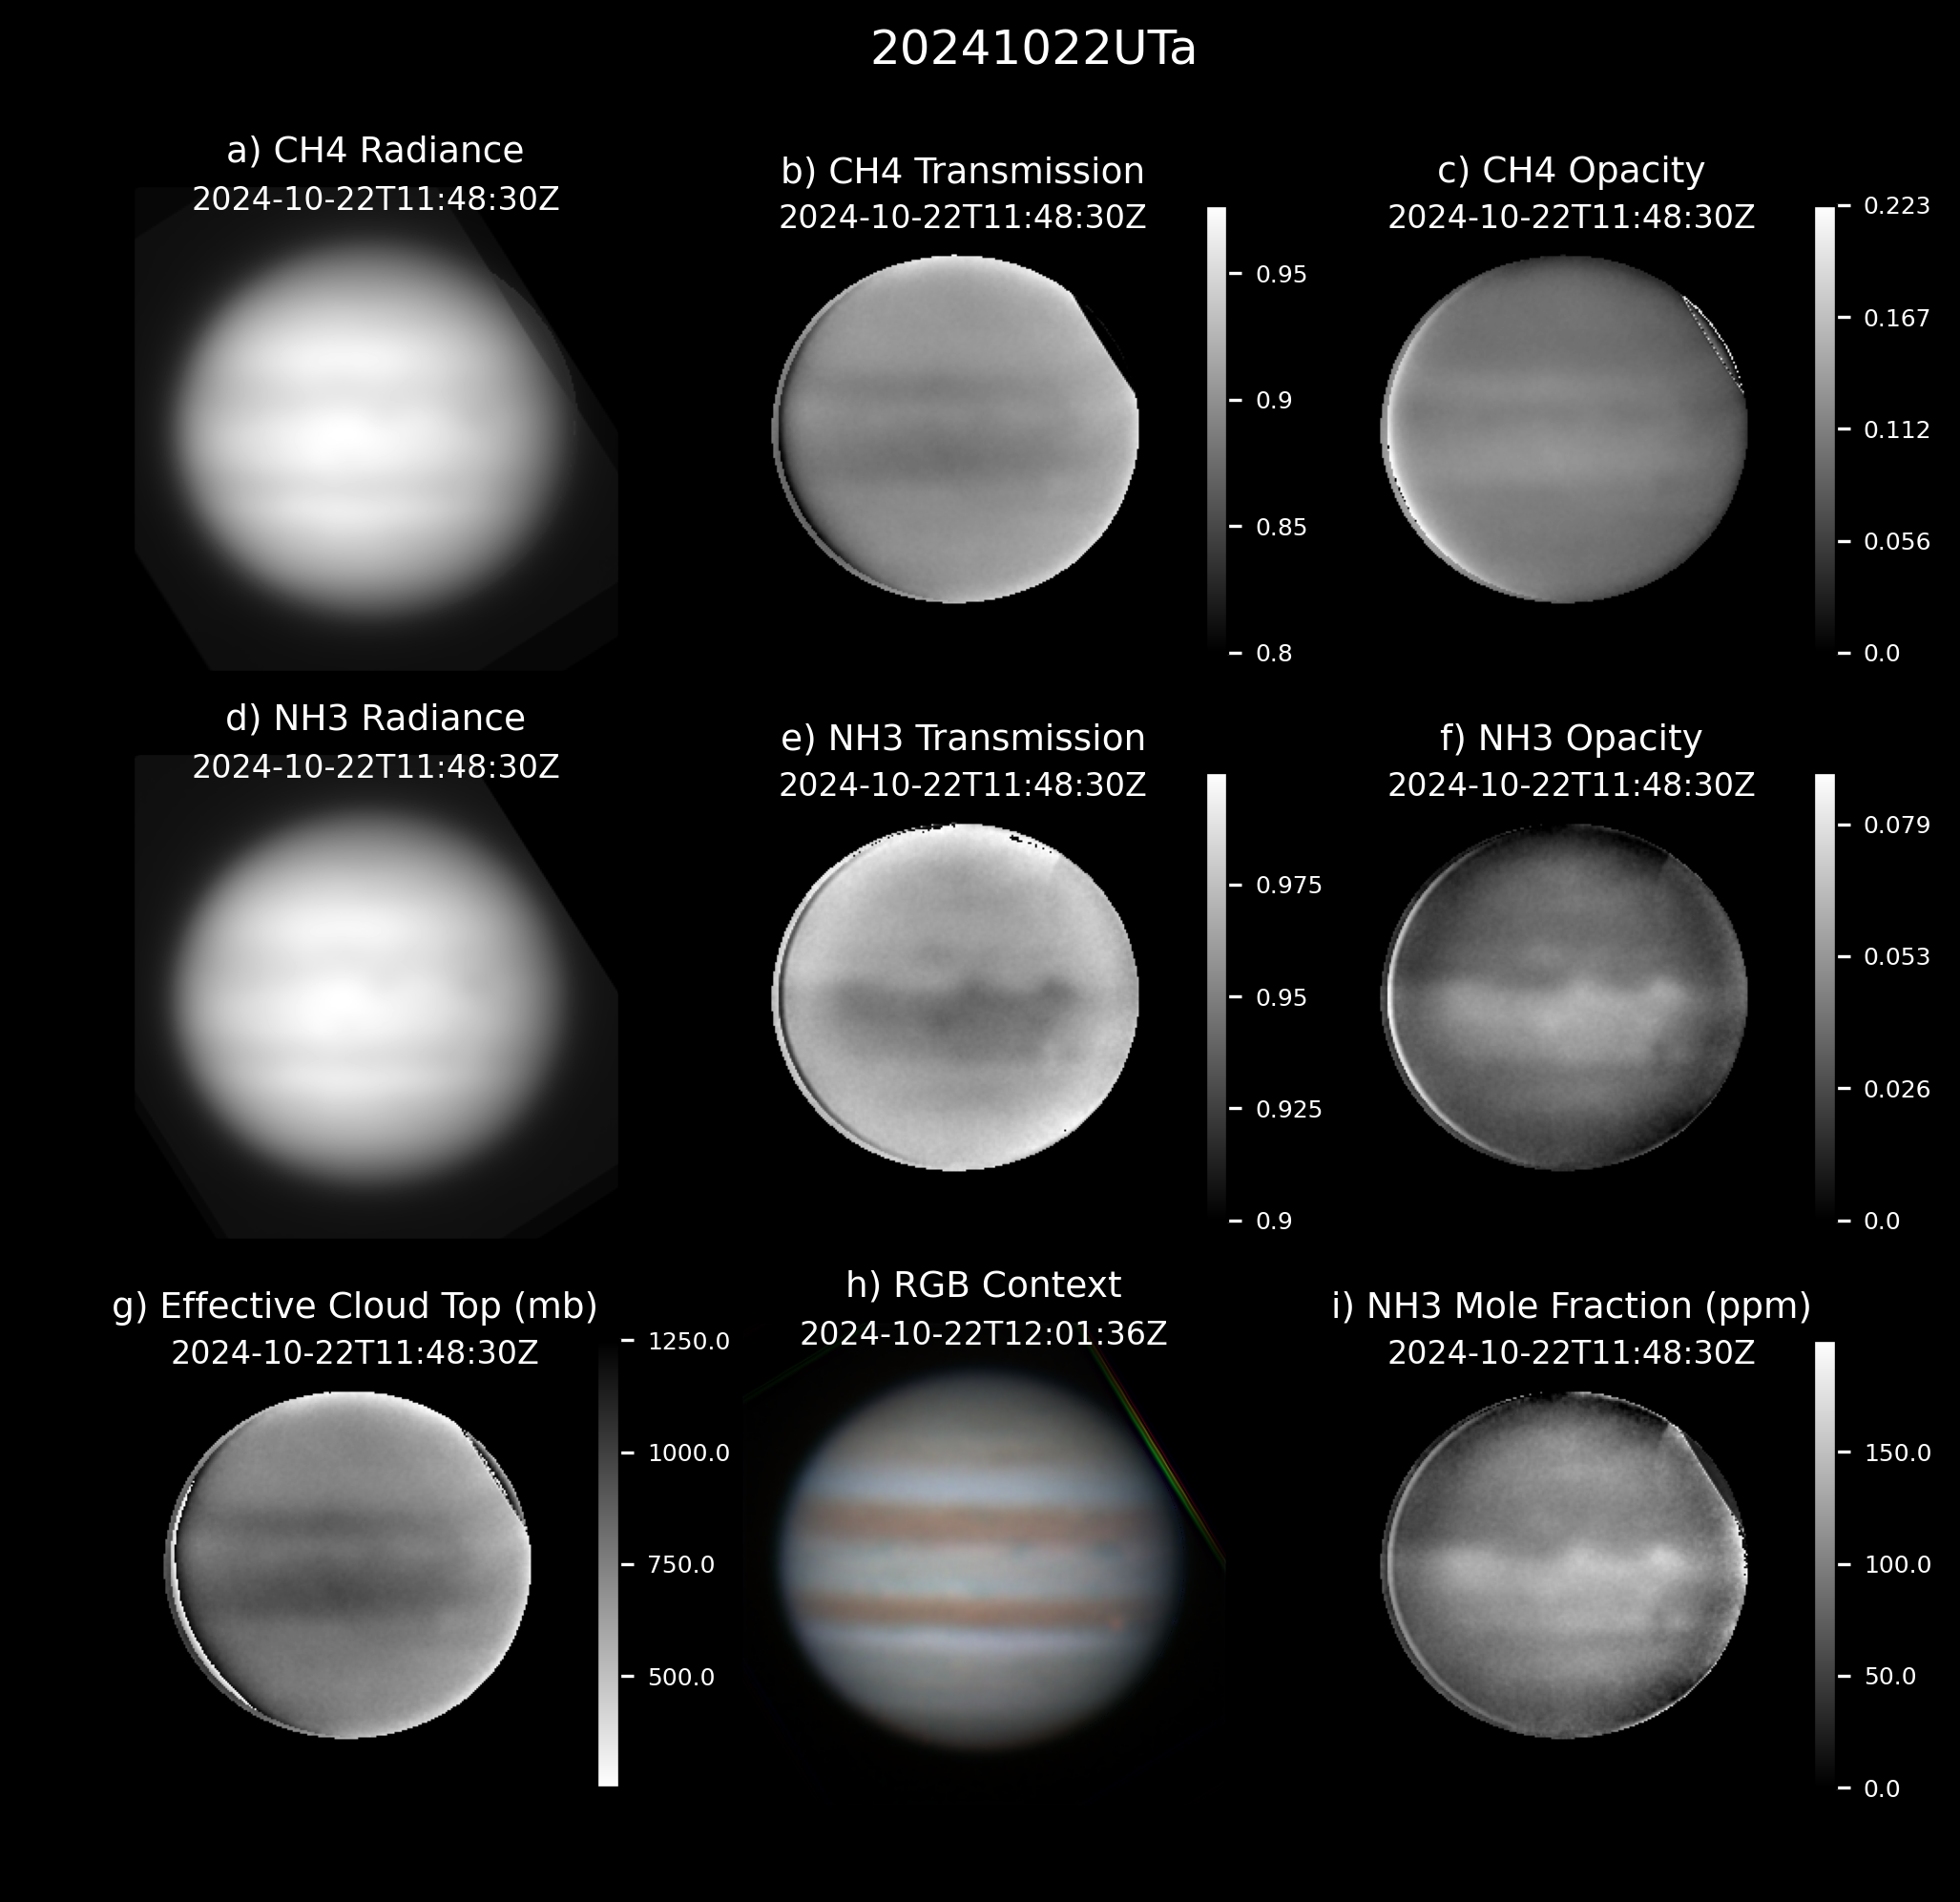 20241022UTa
a) CH4 Radiance
2024-10-22T11:48:30Z
b) CH4 Transmission
2024-10-22T11:48:30Z
0.95
0.9
0.85
0.8
c) CH4 Opacity
2024-10-22T11:48:30Z
0.223
0.167
0.112
0.056
0.0
d) NH3 Radiance
2024-10-22T11:48:30Z
e) NH3 Transmission
2024-10-22T11:48:30Z
0.975
0.95
0.925
0.9
f) NH3 Opacity
2024-10-22T11:48:30Z
0.079
0.053
0.026
0.0
g) Effective Cloud Top (mb)
2024-10-22T11:48:30Z
1250.0
1000.0
750.0
500.0
h) RGB Context
2024-10-22T12:01:36Z
i) NH3 Mole Fraction (ppm)
2024-10-22T11:48:30Z
150.0
100.0
50.0
0.0